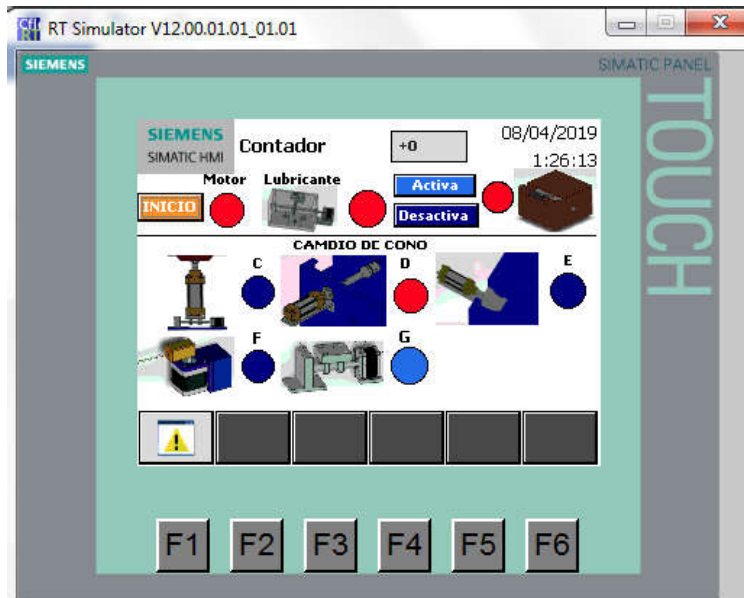 RT Simulator V12.00.01.01_01.01
SIEMENS
SIMATIC PANEL
TOUCH
SIEMENS
SIMATIC HMI
Contador
+0
08/04/2019
1:26:13
Motor
Lubricante
INICIO
Activa
Desactiva
CAMBIO DE CONO
C
D
E
F
G
F1 F2 F3 F4 F5 F6